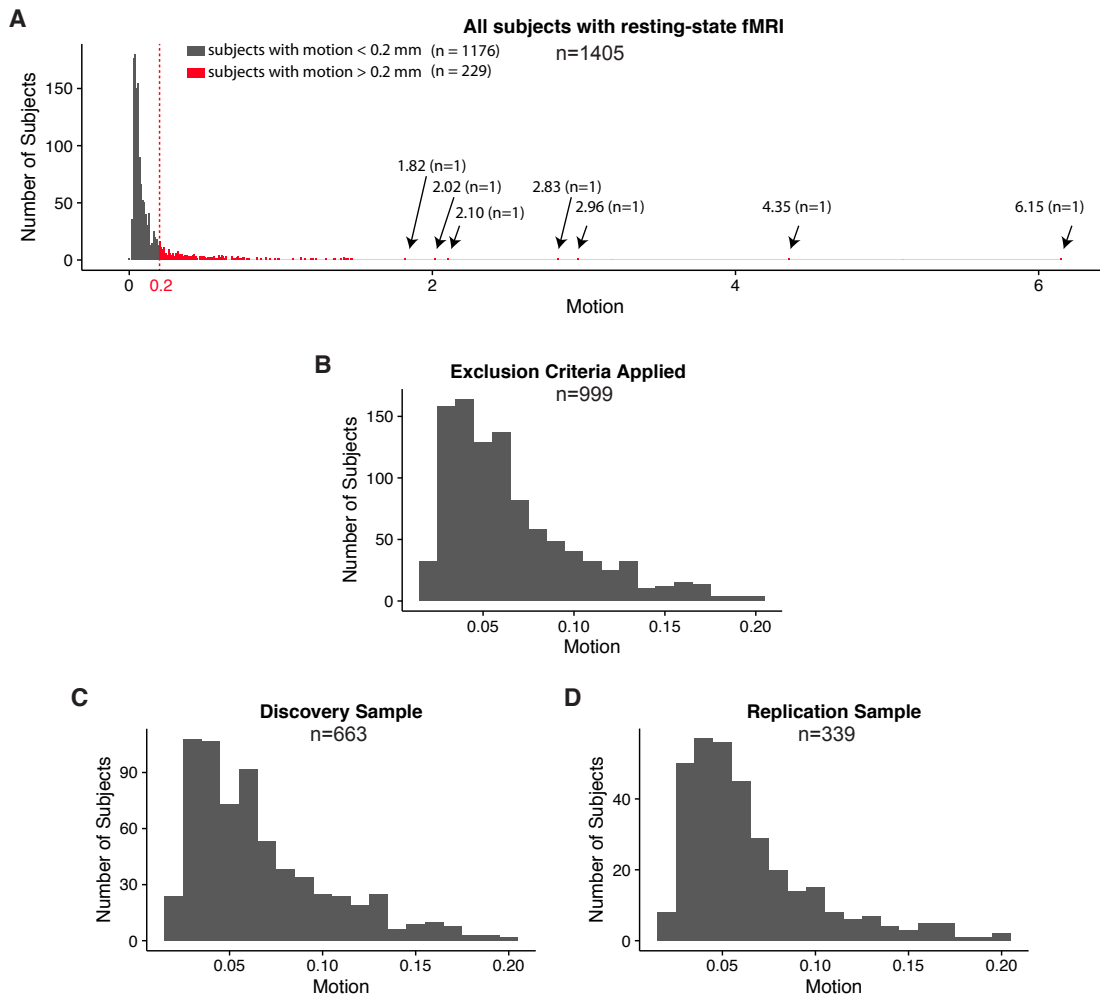 A
All subjects with resting-state fMRI
n=1405
subjects with motion < 0.2 mm (n = 1176)
subjects with motion > 0.2 mm (n = 229)
Number of Subjects
150
100
50
0
1.82 (n=1)
2.02 (n=1)
2.10 (n=1)
2.83 (n=1)
2.96 (n=1)
4.35 (n=1)
6.15 (n=1)
0 0.2 2 4 6
Motion
B
Exclusion Criteria Applied
n=999
Number of Subjects
150
100
50
0
0.05 0.10 0.15 0.20
Motion
C
Discovery Sample
n=663
Number of Subjects
90
60
30
0
0.05 0.10 0.15 0.20
Motion
D
Replication Sample
n=339
Number of Subjects
40
20
0
0.05 0.10 0.15 0.20
Motion